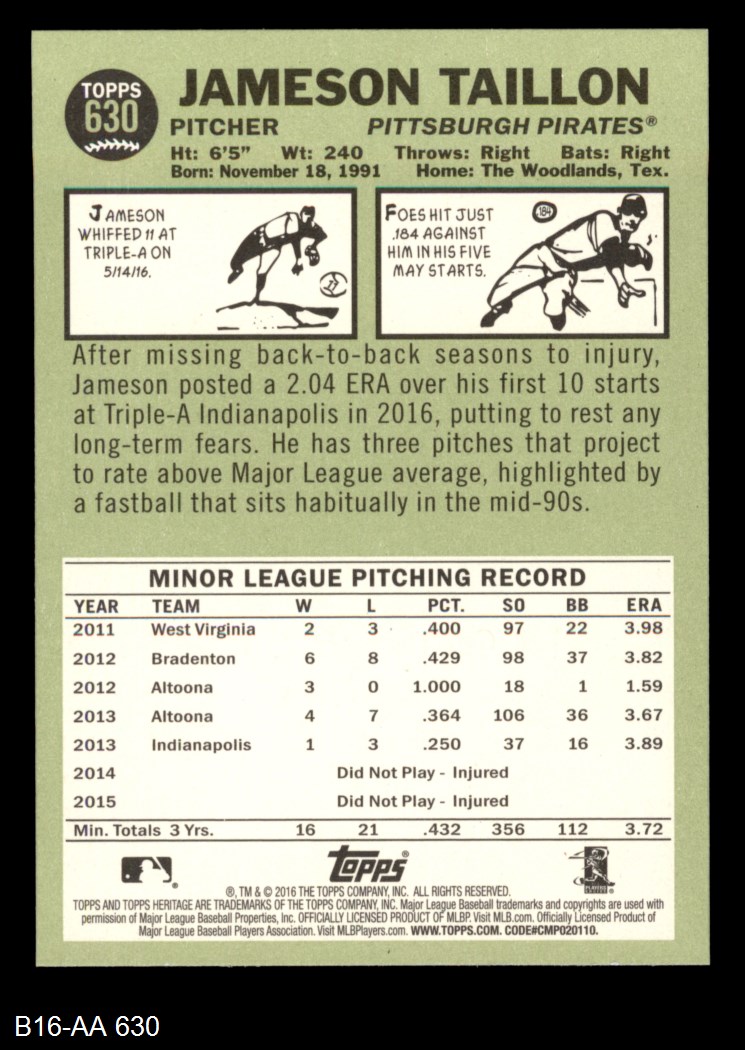 TOPPS
630
JAMESON TAILLON
PITCHER PITTSBURGH PIRATES®
Ht: 6'5" Wt: 240 Throws: Right Bats: Right
Born: November 18, 1991 Home: The Woodlands, Tex.
JAMESON
WHIFFED 11 AT
TRIPLE-A ON
5/14/16.
FOES HIT JUST
.184 AGAINST
HIM IN HIS FIVE
MAY STARTS.
.184
After missing back-to-back seasons to injury,
Jameson posted a 2.04 ERA over his first 10 starts
at Triple-A Indianapolis in 2016, putting to rest any
long-term fears. He has three pitches that project
to rate above Major League average, highlighted by
a fastball that sits habitually in the mid-90s.
MINOR LEAGUE PITCHING RECORD
YEAR TEAM W L PCT. SO BB ERA
2011 West Virginia 2 3 .400 97 22 3.98
2012 Bradenton 6 8 .429 98 37 3.82
2012 Altoona 3 0 1.000 18 1 1.59
2013 Altoona 4 7 .364 106 36 3.67
2013 Indianapolis 1 3 .250 37 16 3.89
2014 Did Not Play - Injured
2015 Did Not Play - Injured
Min. Totals 3 Yrs. 16 21 .432 356 112 3.72
Topps®
®, TM & © 2016 THE TOPPS COMPANY, INC. ALL RIGHTS RESERVED.
TOPPS AND TOPPS HERITAGE ARE TRADEMARKS OF THE TOPPS COMPANY, INC. Major League Baseball trademarks and copyrights are used with
permission of Major League Baseball Properties, Inc. OFFICIALLY LICENSED PRODUCT OF MLBP. Visit MLB.com. Officially Licensed Product of
Major League Baseball Players Association. Visit MLBPlayers.com. WWW.TOPPS.COM. CODE#CMP020110.
B16-AA 630